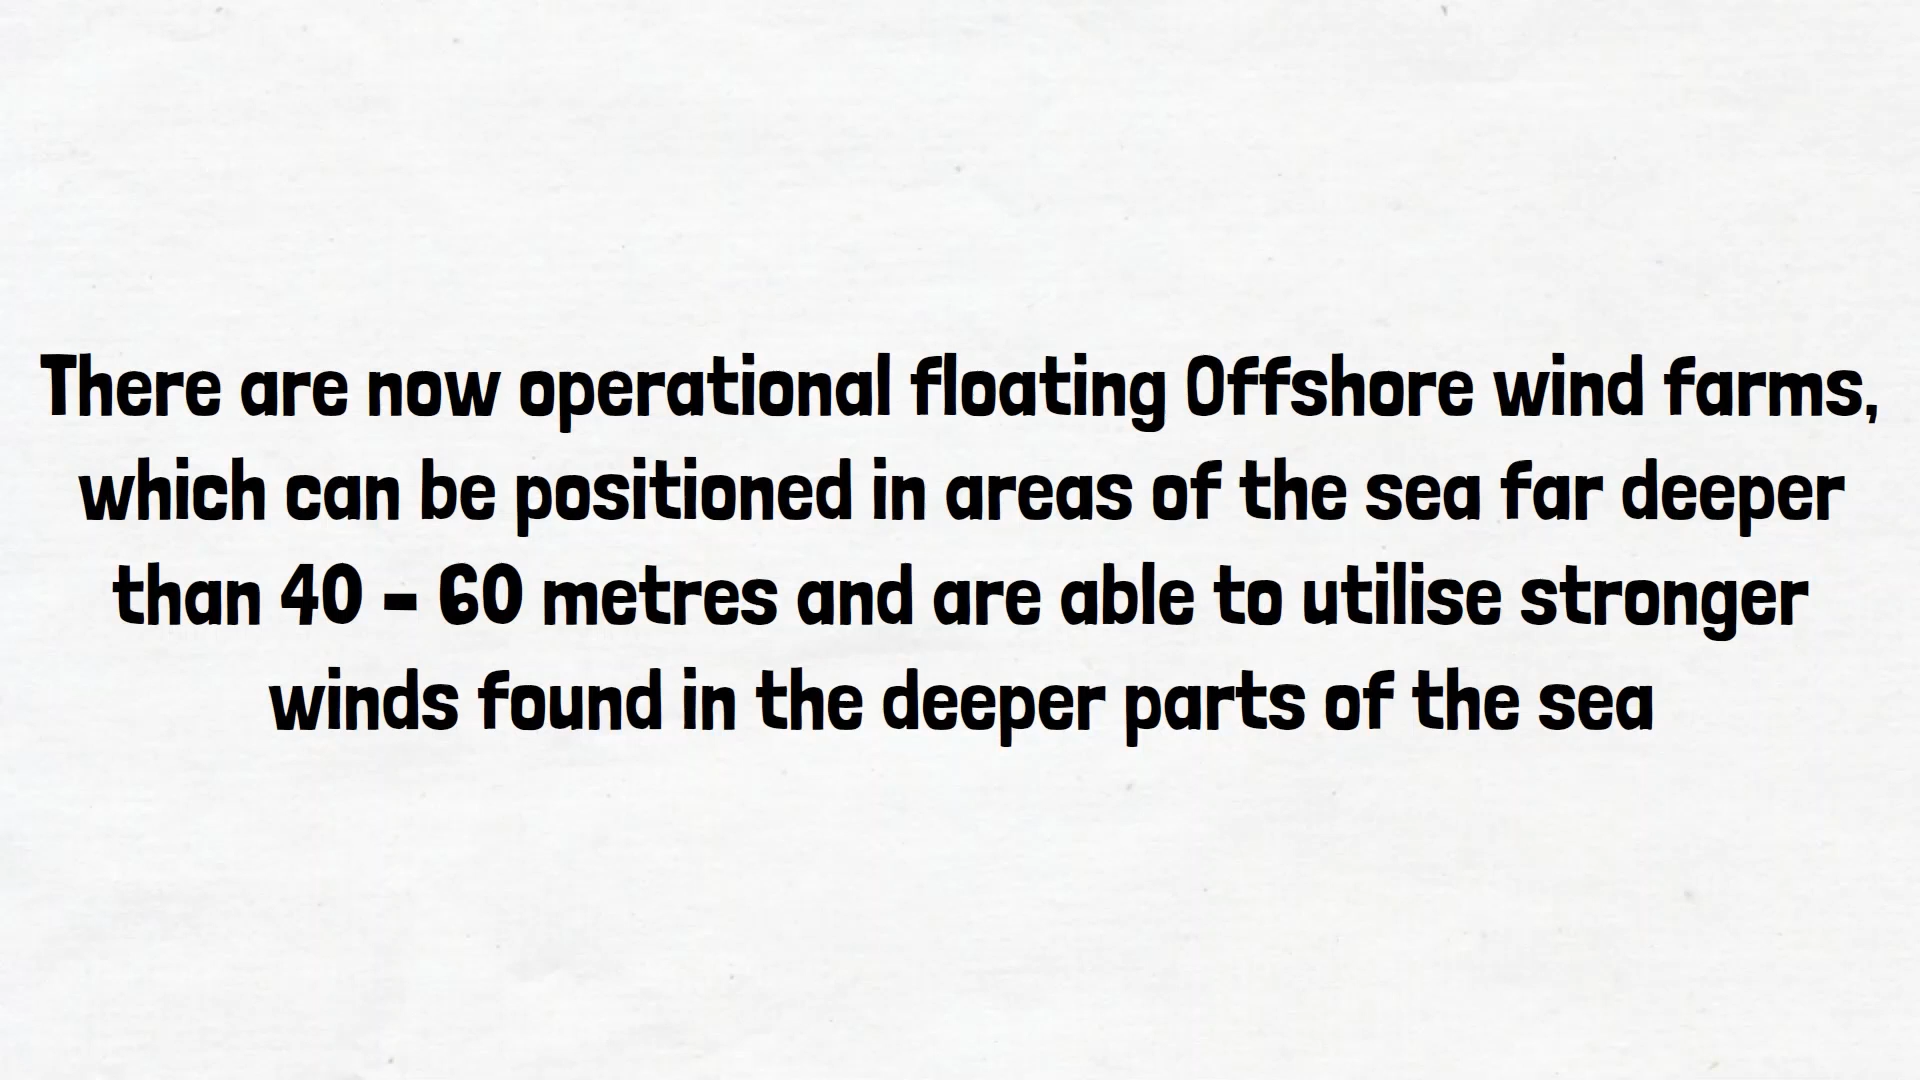 There are now operational floating Offshore wind farms,
which can be positioned in areas of the sea far deeper
than 40 - 60 metres and are able to utilise stronger
winds found in the deeper parts of the sea